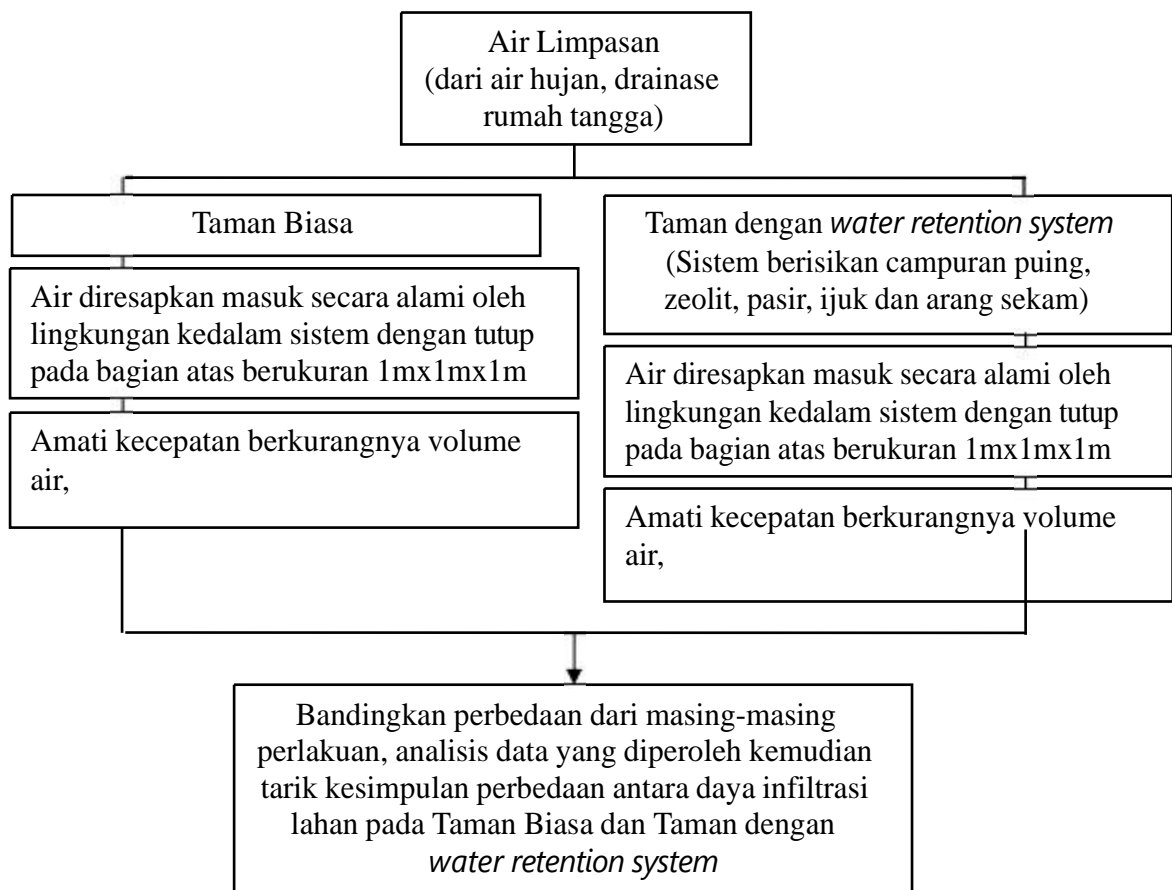 Air Limpasan
(dari air hujan, drainase
rumah tangga)
Taman Biasa
Air diresapkan masuk secara alami oleh
lingkungan kedalam sistem dengan tutup
pada bagian atas berukuran 1mx1mx1m
Amati kecepatan berkurangnya volume
air,
Taman dengan water retention system
(Sistem berisikan campuran puing,
zeolit, pasir, ijuk dan arang sekam)
Air diresapkan masuk secara alami oleh
lingkungan kedalam sistem dengan tutup
pada bagian atas berukuran 1mx1mx1m
Amati kecepatan berkurangnya volume
air,
Bandingkan perbedaan dari masing-masing
perlakuan, analisis data yang diperoleh kemudian
tarik kesimpulan perbedaan antara daya infiltrasi
lahan pada Taman Biasa dan Taman dengan
water retention system